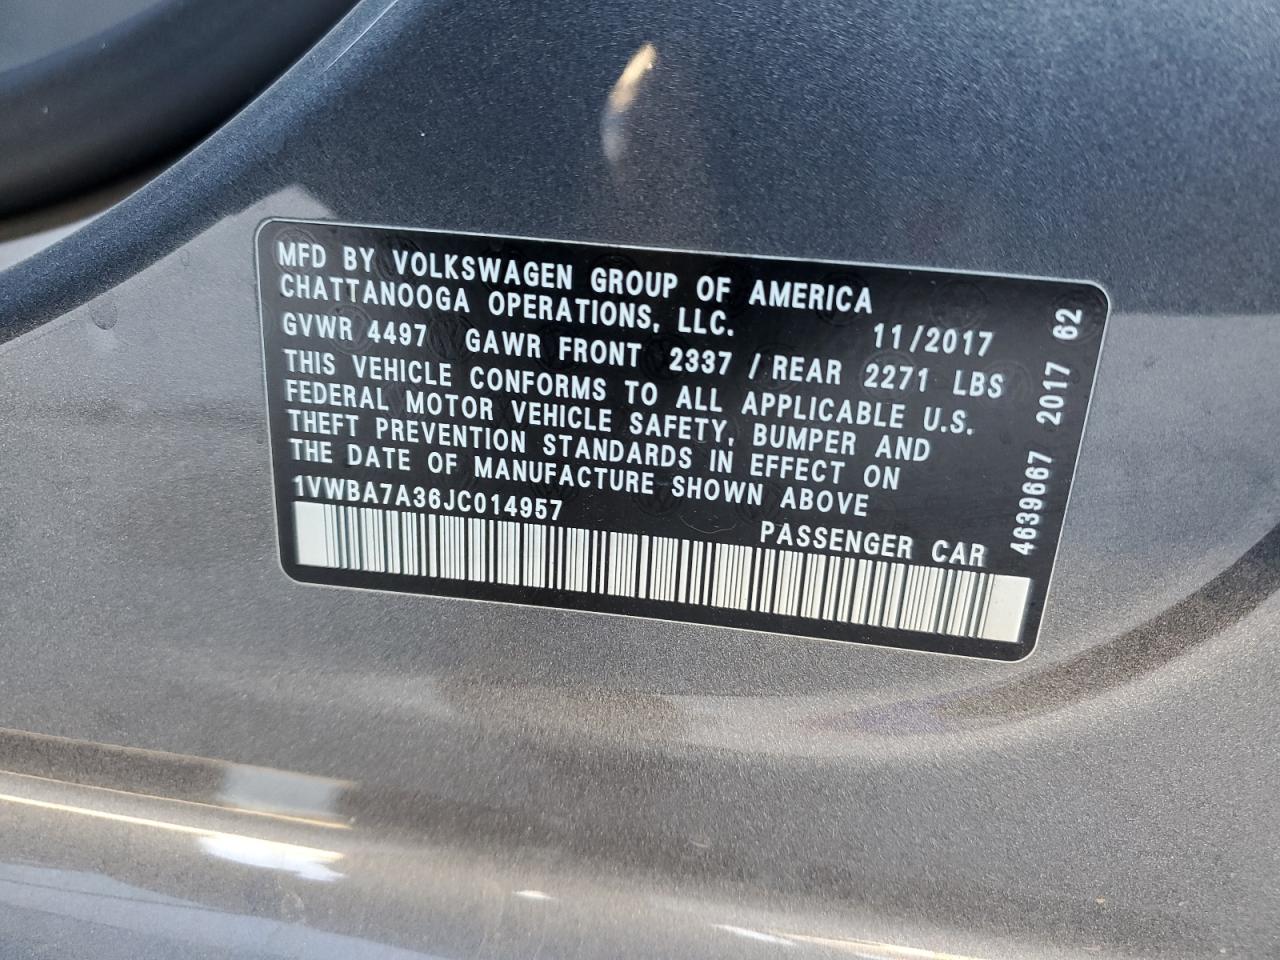 MFD BY VOLKSWAGEN GROUP OF AMERICA
CHATTANOOGA OPERATIONS, LLC. 11/2017
GVWR 4497 GAWR FRONT 2337 / REAR 2271 LBS
THIS VEHICLE CONFORMS TO ALL APPLICABLE U.S.
FEDERAL MOTOR VEHICLE SAFETY, BUMPER AND
THEFT PREVENTION STANDARDS IN EFFECT ON
THE DATE OF MANUFACTURE SHOWN ABOVE
1VWBA7A36JC014957
PASSENGER CAR
4639667 2017 62